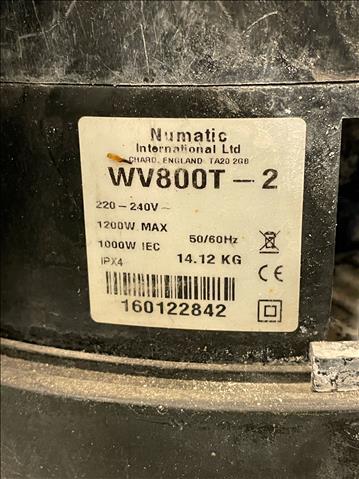 Numatic
International Ltd
CHARD, ENGLAND TA20 2GB
WV800T-2
220-240V~
1200W MAX
1000W IEC 50/60Hz
IPX4 14.12 KG
CE
160122842